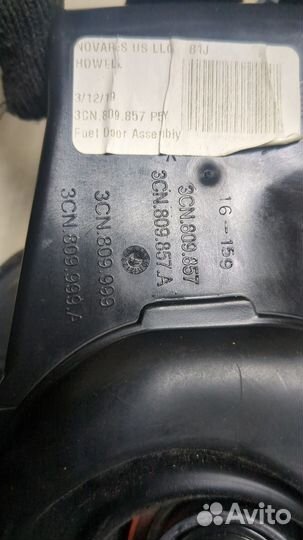 NOVARES US LLC B1J
HOWELL
3/12/19
3CN.809.857 P5Y
Fuel Door Assembly
16-159
3CN.809.857
3CN.809.857.A
3CN.809.999
3CN.809.999.A
Avito